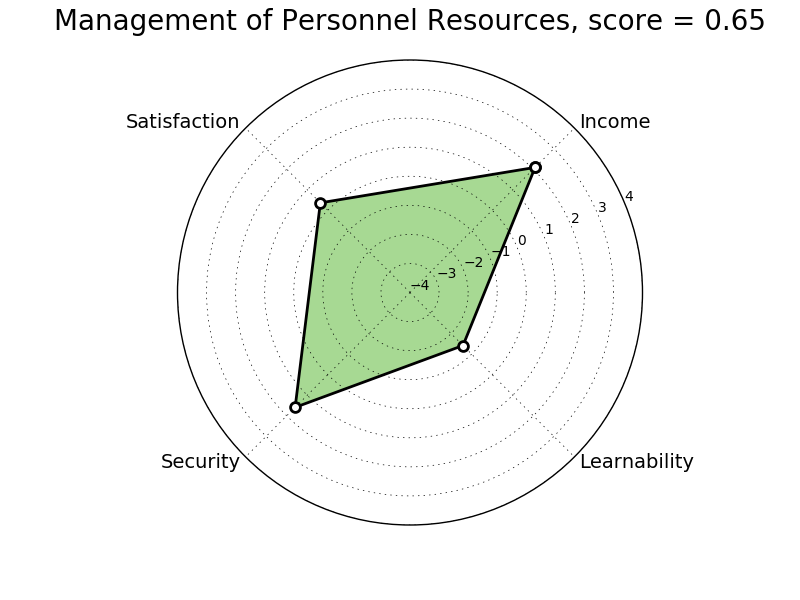 Management of Personnel Resources, score = 0.65
Satisfaction
Income
4
3
2
1
0
−1
−2
−3
−4
Security
Learnability